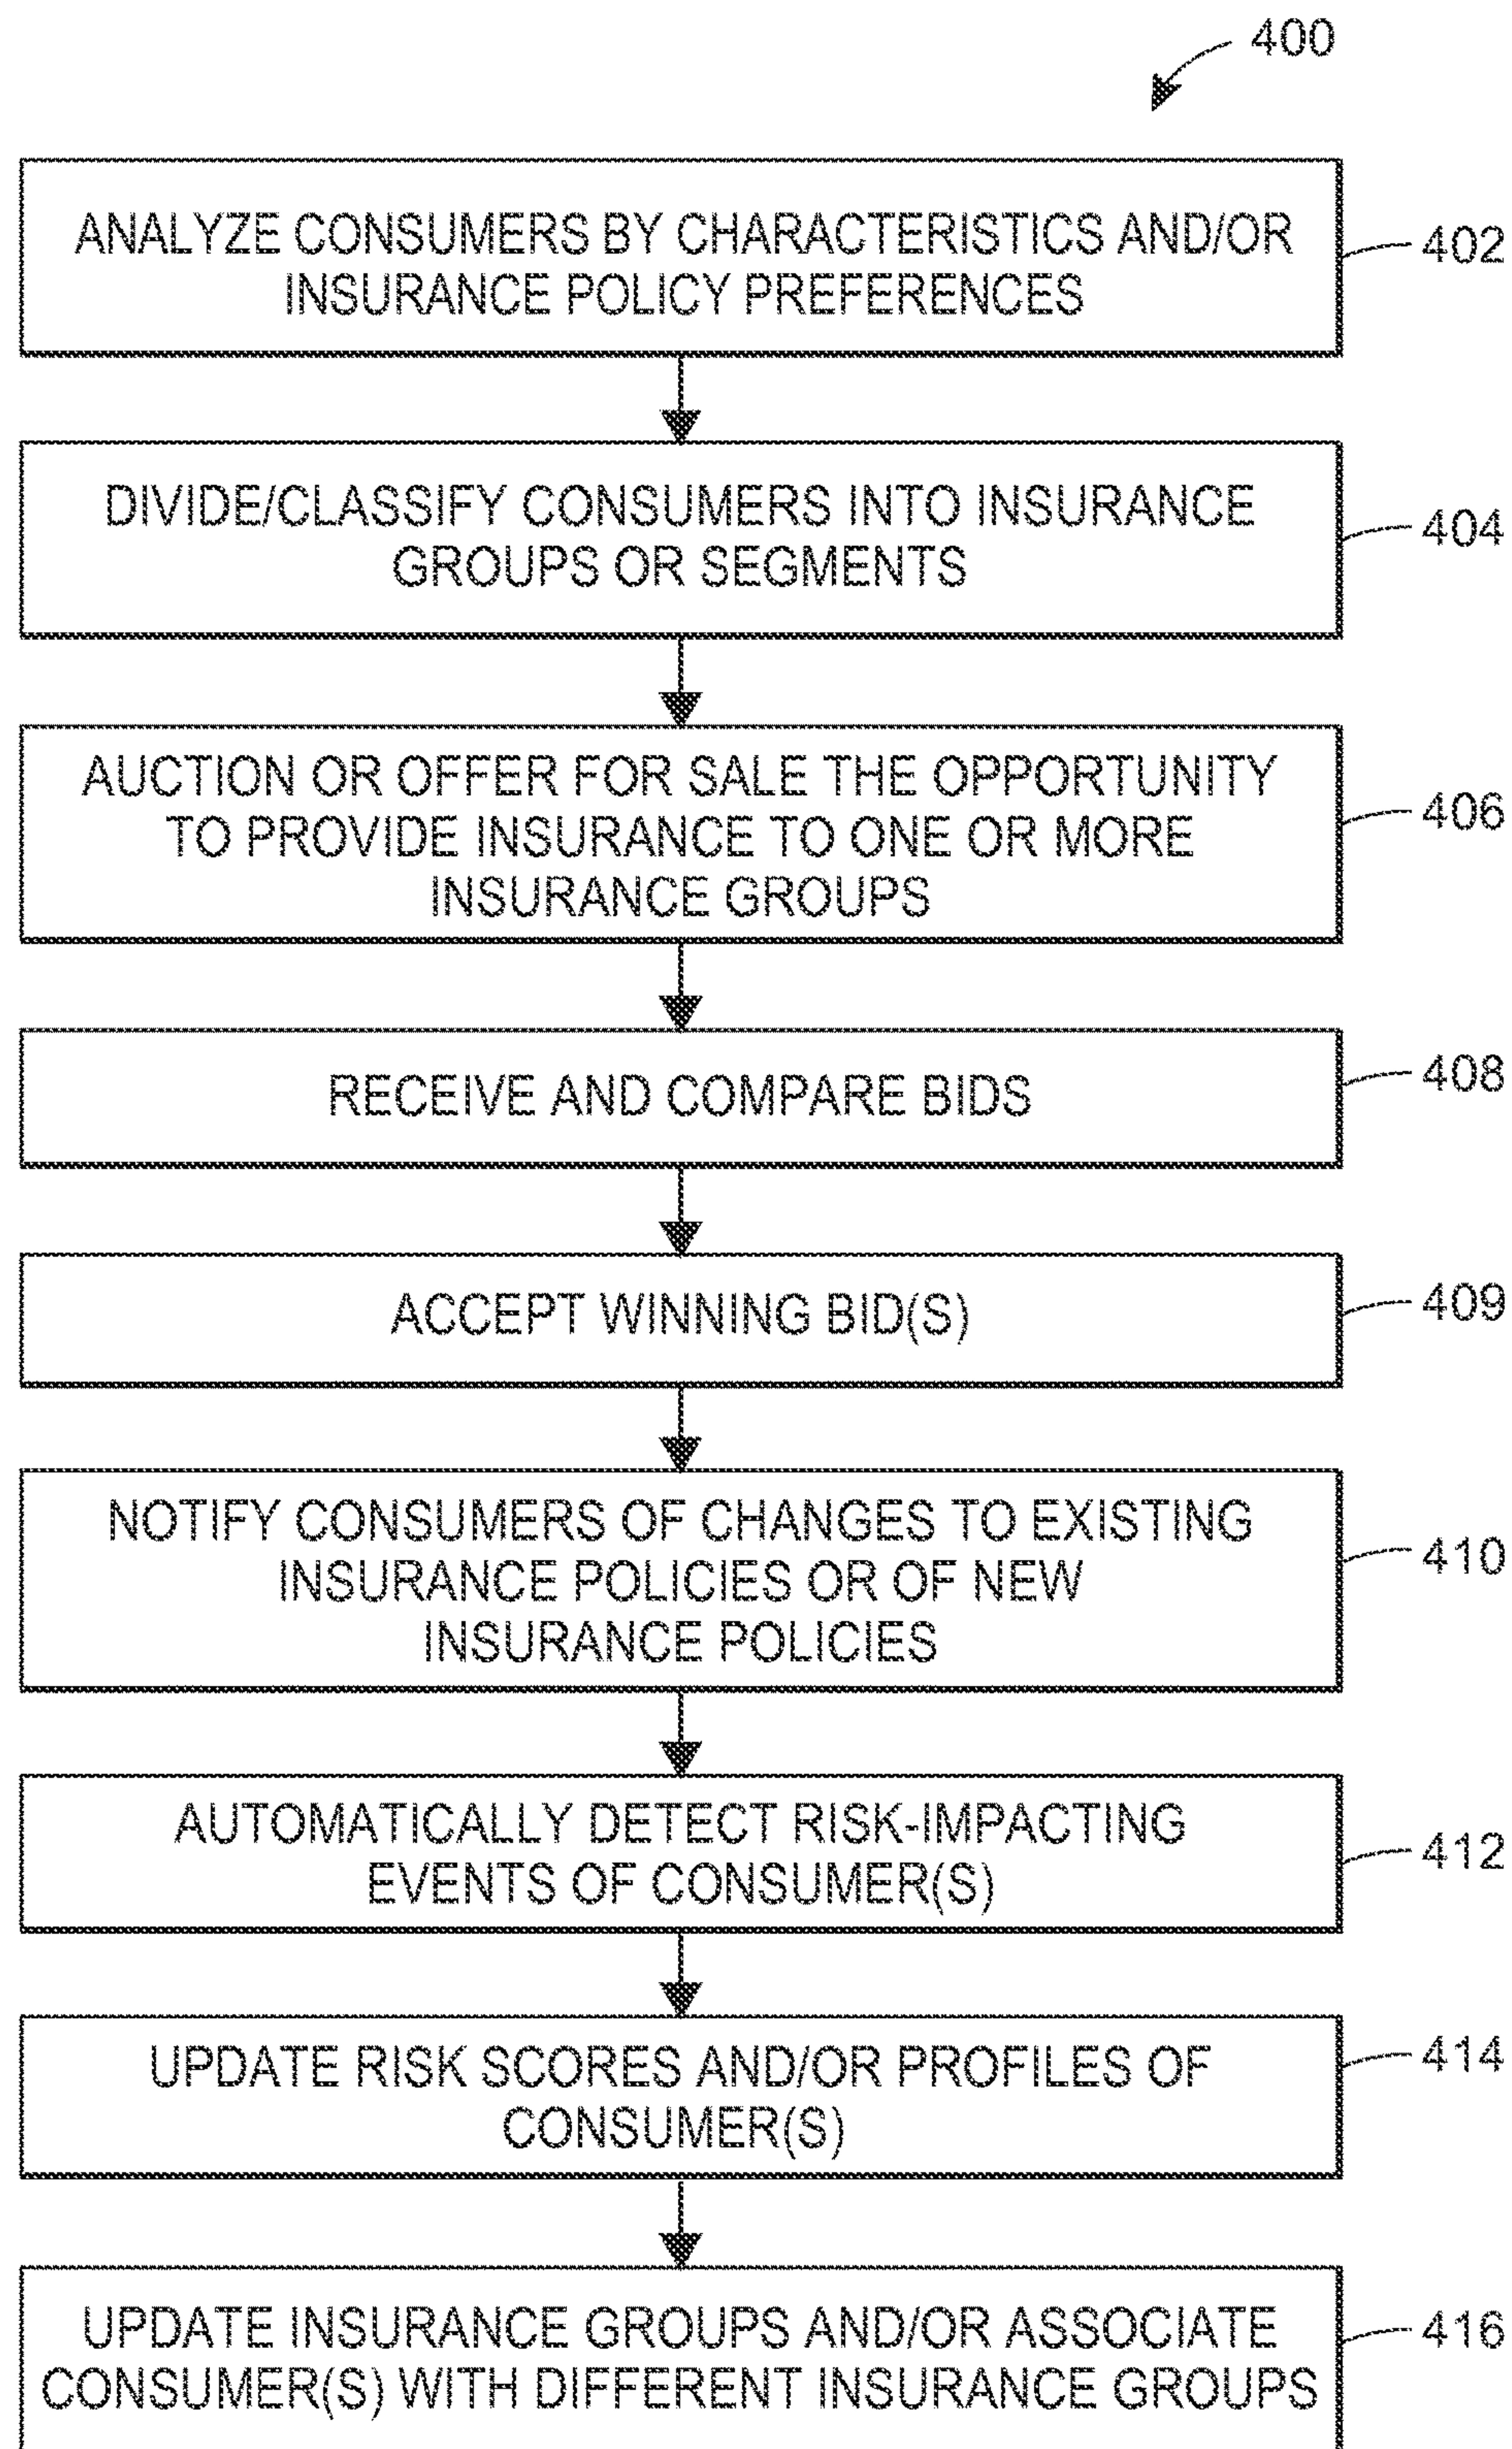 400
ANALYZE CONSUMERS BY CHARACTERISTICS AND/OR
INSURANCE POLICY PREFERENCES
402
DIVIDE/CLASSIFY CONSUMERS INTO INSURANCE
GROUPS OR SEGMENTS
404
AUCTION OR OFFER FOR SALE THE OPPORTUNITY
TO PROVIDE INSURANCE TO ONE OR MORE
INSURANCE GROUPS
406
RECEIVE AND COMPARE BIDS
408
ACCEPT WINNING BID(S)
409
NOTIFY CONSUMERS OF CHANGES TO EXISTING
INSURANCE POLICIES OR OF NEW
INSURANCE POLICIES
410
AUTOMATICALLY DETECT RISK-IMPACTING
EVENTS OF CONSUMER(S)
412
UPDATE RISK SCORES AND/OR PROFILES OF
CONSUMER(S)
414
UPDATE INSURANCE GROUPS AND/OR ASSOCIATE
CONSUMER(S) WITH DIFFERENT INSURANCE GROUPS
416